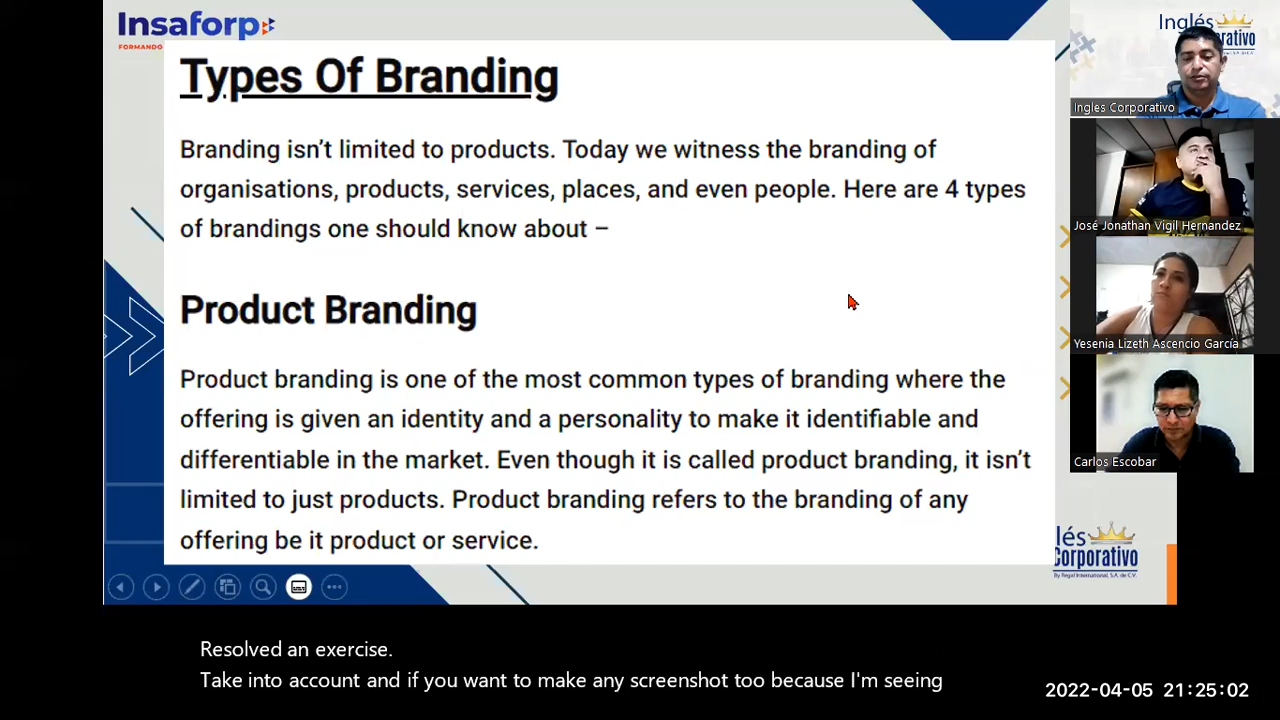 Insaforp
FORMANDO
Types Of Branding
Branding isn’t limited to products. Today we witness the branding of
organisations, products, services, places, and even people. Here are 4 types
of brandings one should know about –
Product Branding
Product branding is one of the most common types of branding where the
offering is given an identity and a personality to make it identifiable and
differentiable in the market. Even though it is called product branding, it isn’t
limited to just products. Product branding refers to the branding of any
offering be it product or service.
Inglés
orativo
Ingles Corporativo
José Jonathan Vigil Hernandez
Yesenia Lizeth Ascencio García
Carlos Escobar
lés
Corporativo
By Regal International, S.A. de C.V.
Resolved an exercise.
Take into account and if you want to make any screenshot too because I'm seeing
2022-04-05 21:25:02